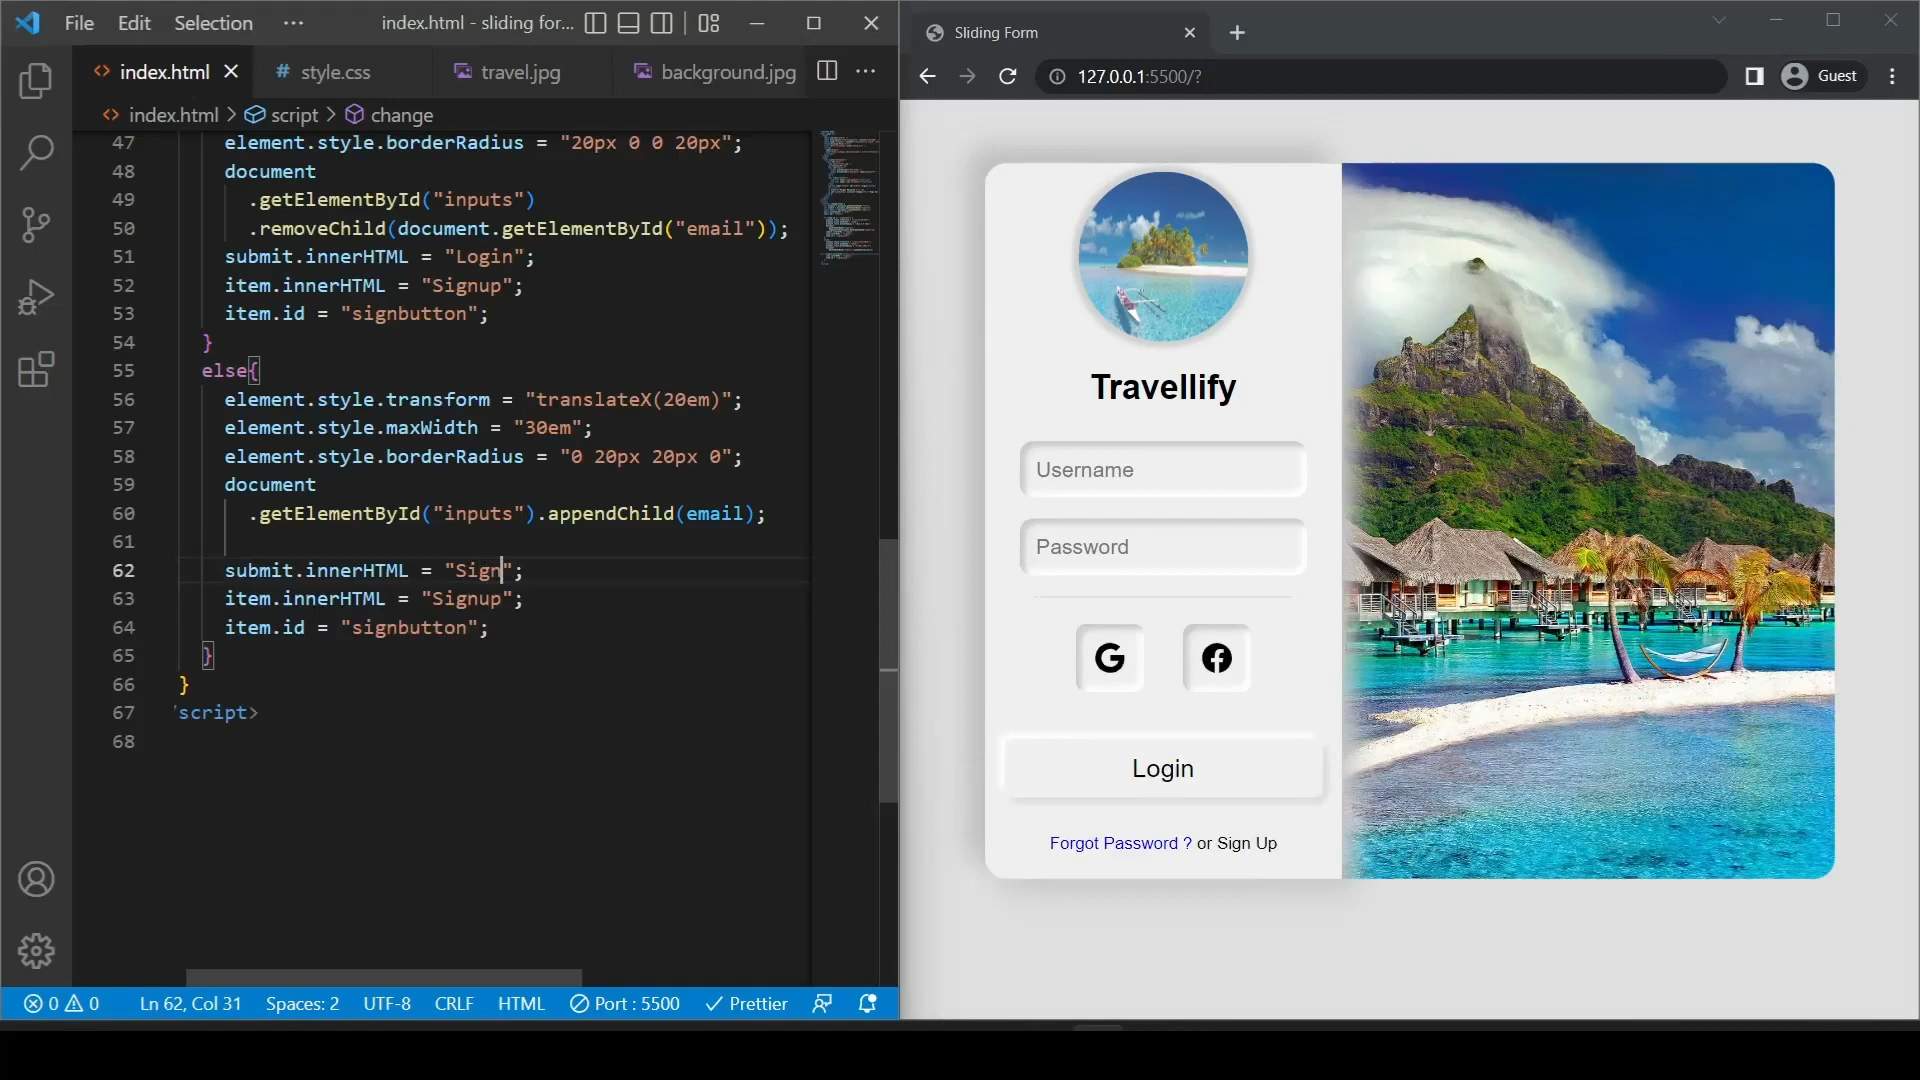 File Edit Selection ··· index.html - sliding for...
index.html style.css travel.jpg background.jpg ···
index.html > script > change
47 element.style.borderRadius = "20px 0 0 20px";
48 document
49 .getElementById("inputs")
50 .removeChild(document.getElementById("email"));
51 submit.innerHTML = "Login";
52 item.innerHTML = "Signup";
53 item.id = "signbutton";
54 }
55 else{
56 element.style.transform = "translateX(20em)";
57 element.style.maxWidth = "30em";
58 element.style.borderRadius = "0 20px 20px 0";
59 document
60 .getElementById("inputs").appendChild(email);
61
62 submit.innerHTML = "Sign";
63 item.innerHTML = "Signup";
64 item.id = "signbutton";
65 }
66 }
67 /script>
68
0 0 Ln 62, Col 31 Spaces: 2 UTF-8 CRLF HTML Port : 5500 Prettier
Sliding Form
127.0.0.1:5500/? Guest
Travellify
Username
Password
Login
Forgot Password ? or Sign Up